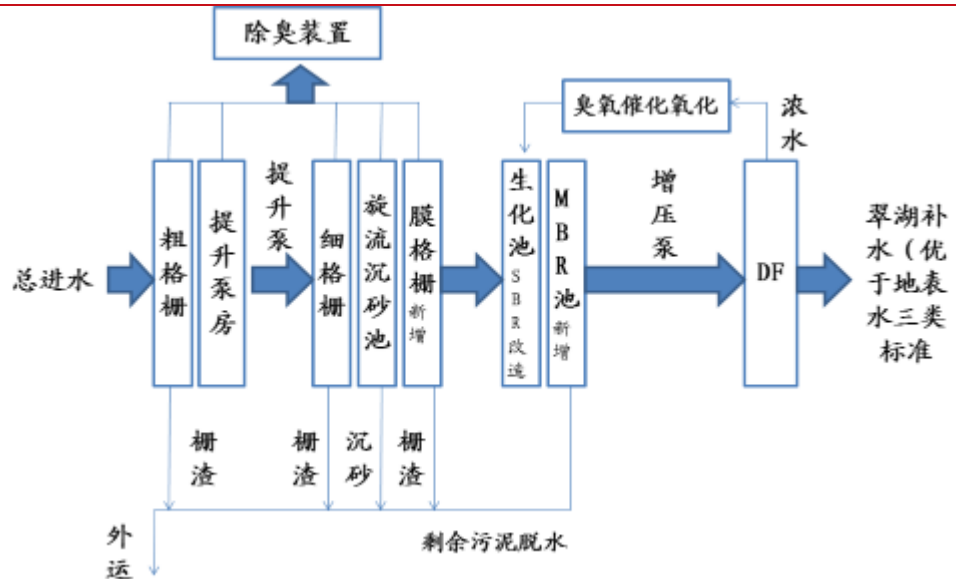 除臭装置
臭氧催化氧化
浓水
总进水
粗格栅
提升泵房
提升泵
细格栅
旋流沉砂池
膜格栅新增
生化池SBR改造
MBR池新增
增压泵
DF
翠湖补
水（优
于地表
水三类
标准
栅渣
栅渣
沉砂
栅渣
剩余污泥脱水
外运